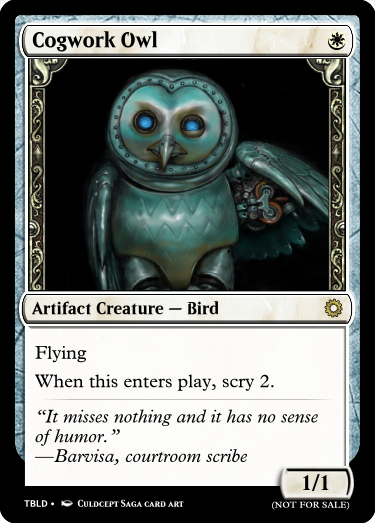 Cogwork Owl
Artifact Creature — Bird
Flying
When this enters play, scry 2.
“It misses nothing and it has no sense
of humor.”
—Barvisa, courtroom scribe
1/1
TBLD • Culdcept Saga card art
(NOT FOR SALE)